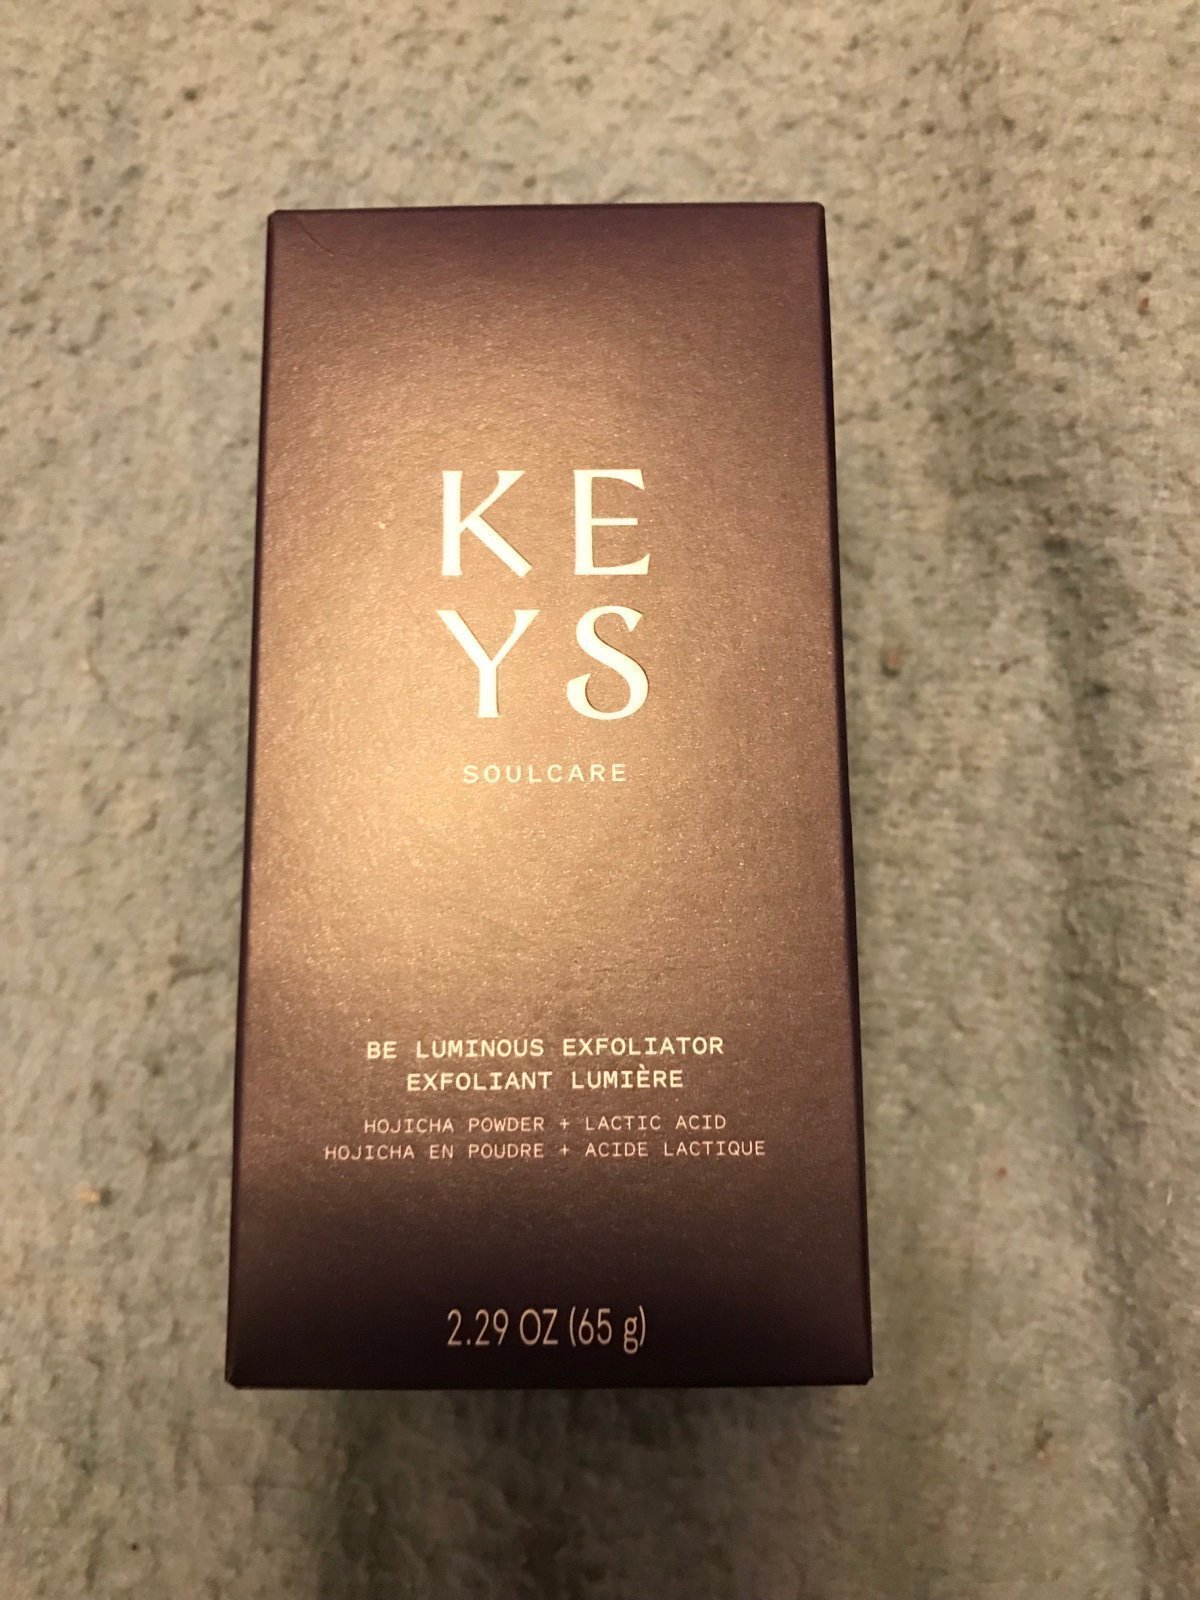 KE
YS
SOULCARE
BE LUMINOUS EXFOLIATOR
EXFOLIANT LUMIÈRE
HOJICHA POWDER + LACTIC ACID
HOJICHA EN POUDRE + ACIDE LACTIQUE
2.29 OZ (65 g)